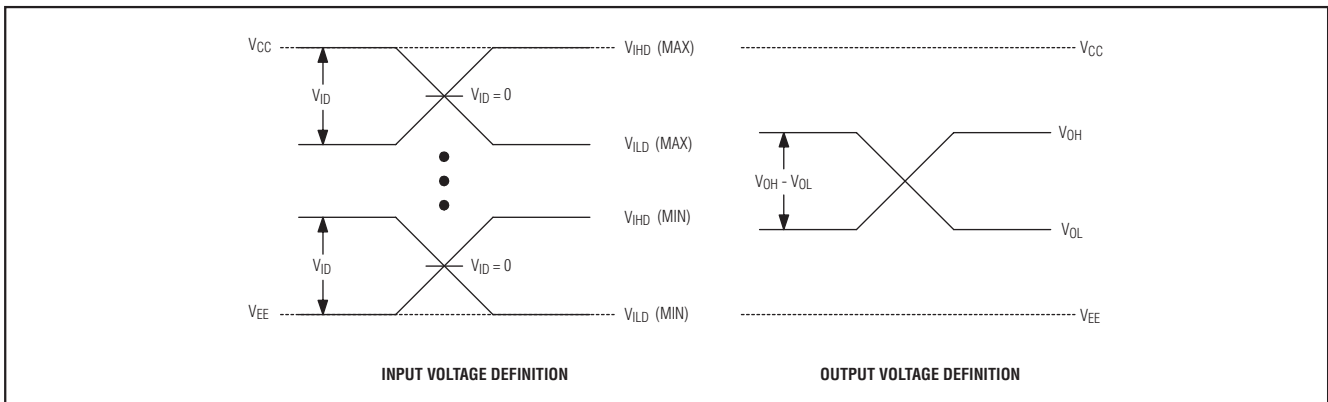 VCC
VID
VID = 0
VIHD (MAX)
VILD (MAX)
VIHD (MIN)
VID
VID = 0
VEE
VILD (MIN)
INPUT VOLTAGE DEFINITION
VCC
VOH
VOH - VOL
VOL
VEE
OUTPUT VOLTAGE DEFINITION